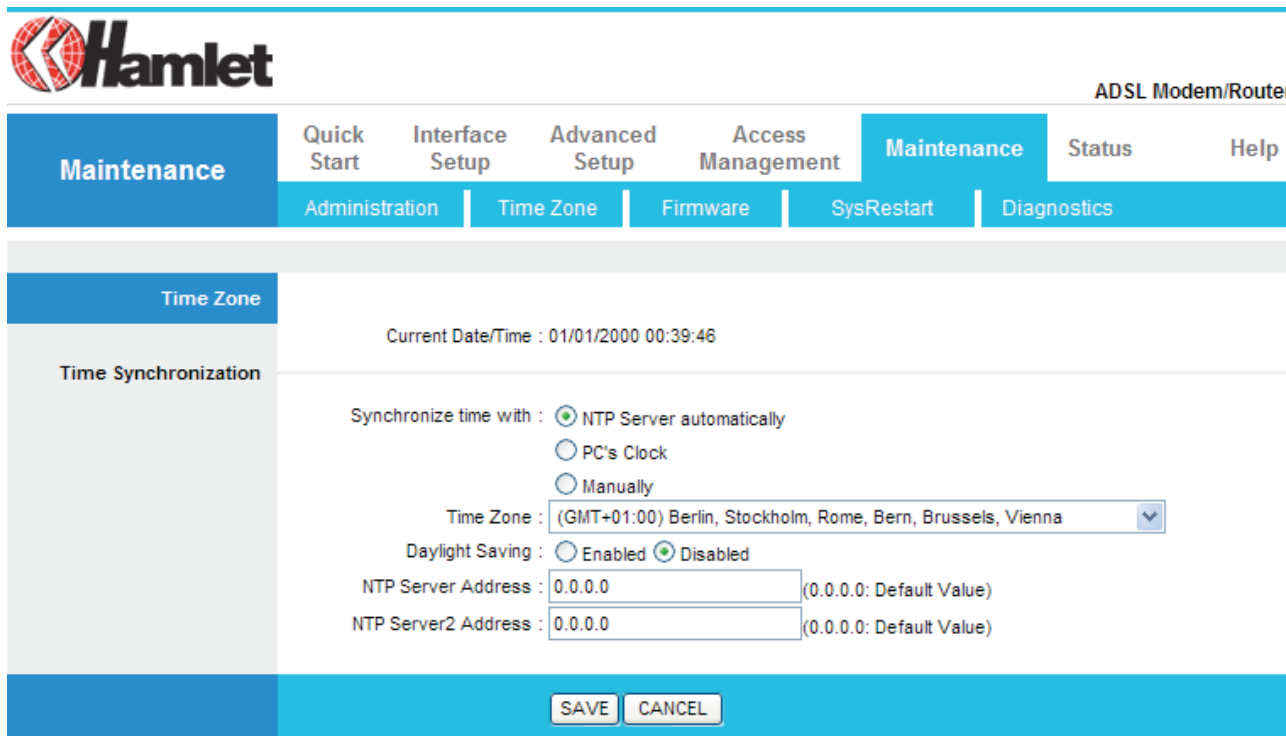 Hamlet
ADSL Modem/Router
Maintenance
Quick Start
Interface Setup
Advanced Setup
Access Management
Maintenance
Status
Help
Administration
Time Zone
Firmware
SysRestart
Diagnostics
Time Zone
Current Date/Time : 01/01/2000 00:39:46
Time Synchronization
Synchronize time with : NTP Server automatically
PC's Clock
Manually
Time Zone : (GMT+01:00) Berlin, Stockholm, Rome, Bern, Brussels, Vienna
Daylight Saving : Enabled Disabled
NTP Server Address : 0.0.0.0 (0.0.0.0: Default Value)
NTP Server2 Address : 0.0.0.0 (0.0.0.0: Default Value)
SAVE CANCEL